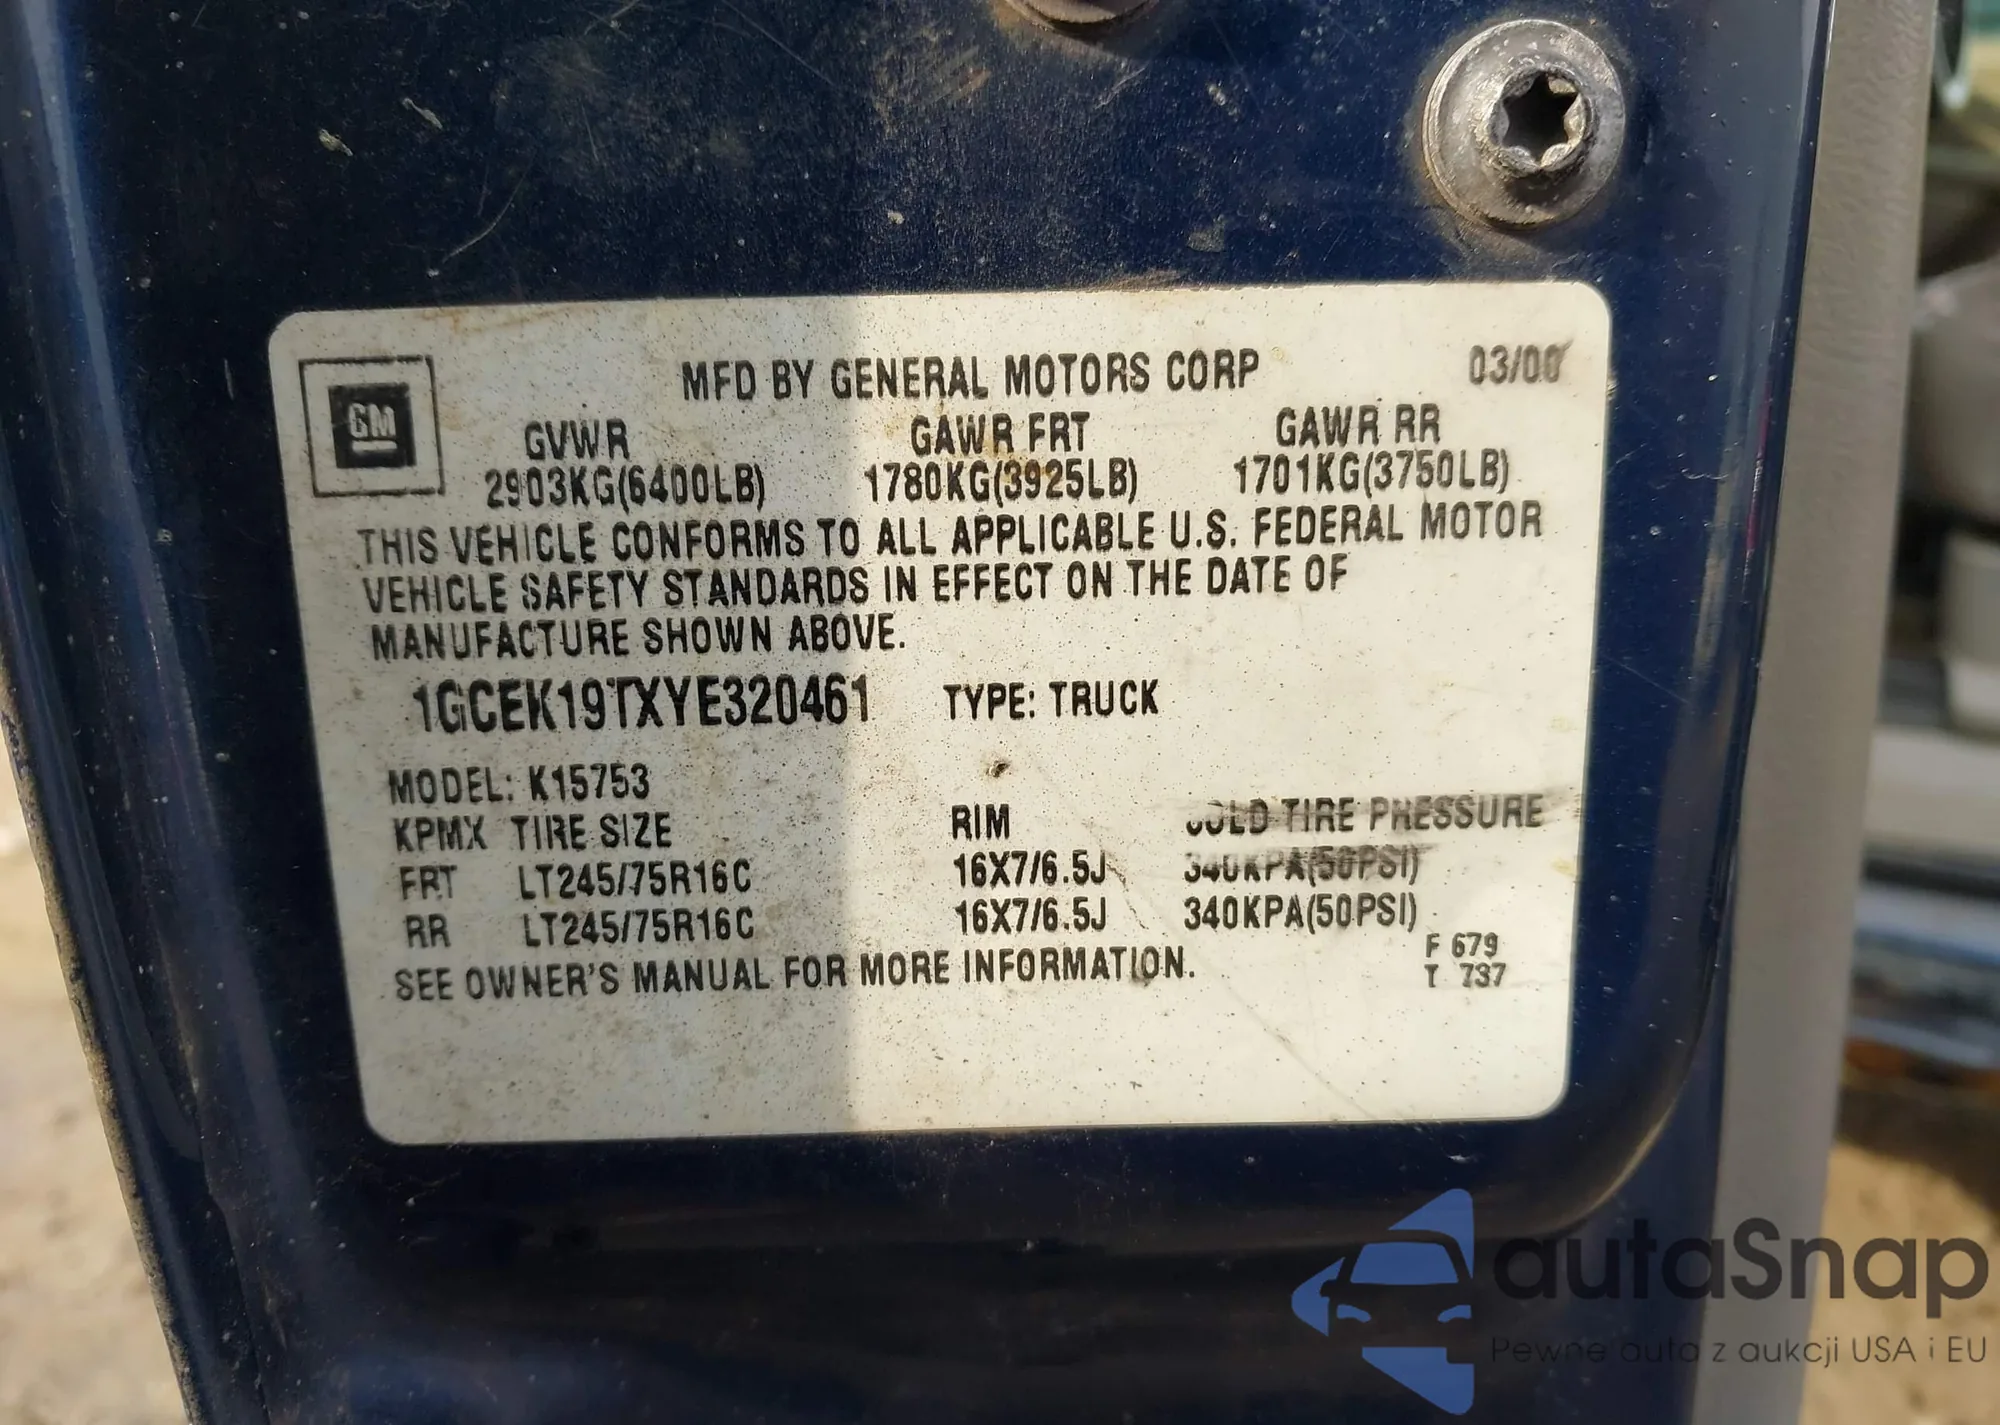 MFD BY GENERAL MOTORS CORP 03/00
GM
GVWR GAWR FRT GAWR RR
2903KG(6400LB) 1780KG(3925LB) 1701KG(3750LB)
THIS VEHICLE CONFORMS TO ALL APPLICABLE U.S. FEDERAL MOTOR
VEHICLE SAFETY STANDARDS IN EFFECT ON THE DATE OF
MANUFACTURE SHOWN ABOVE.
1GCEK19TXYE320461 TYPE: TRUCK
MODEL: K15753
KPMX TIRE SIZE RIM COLD TIRE PRESSURE
FRT LT245/75R16C 16X7/6.5J 340KPA(50PSI)
RR LT245/75R16C 16X7/6.5J 340KPA(50PSI)
F 679
SEE OWNER'S MANUAL FOR MORE INFORMATION. T 737
autaSnap
Pewne auta z aukcji USA i EU